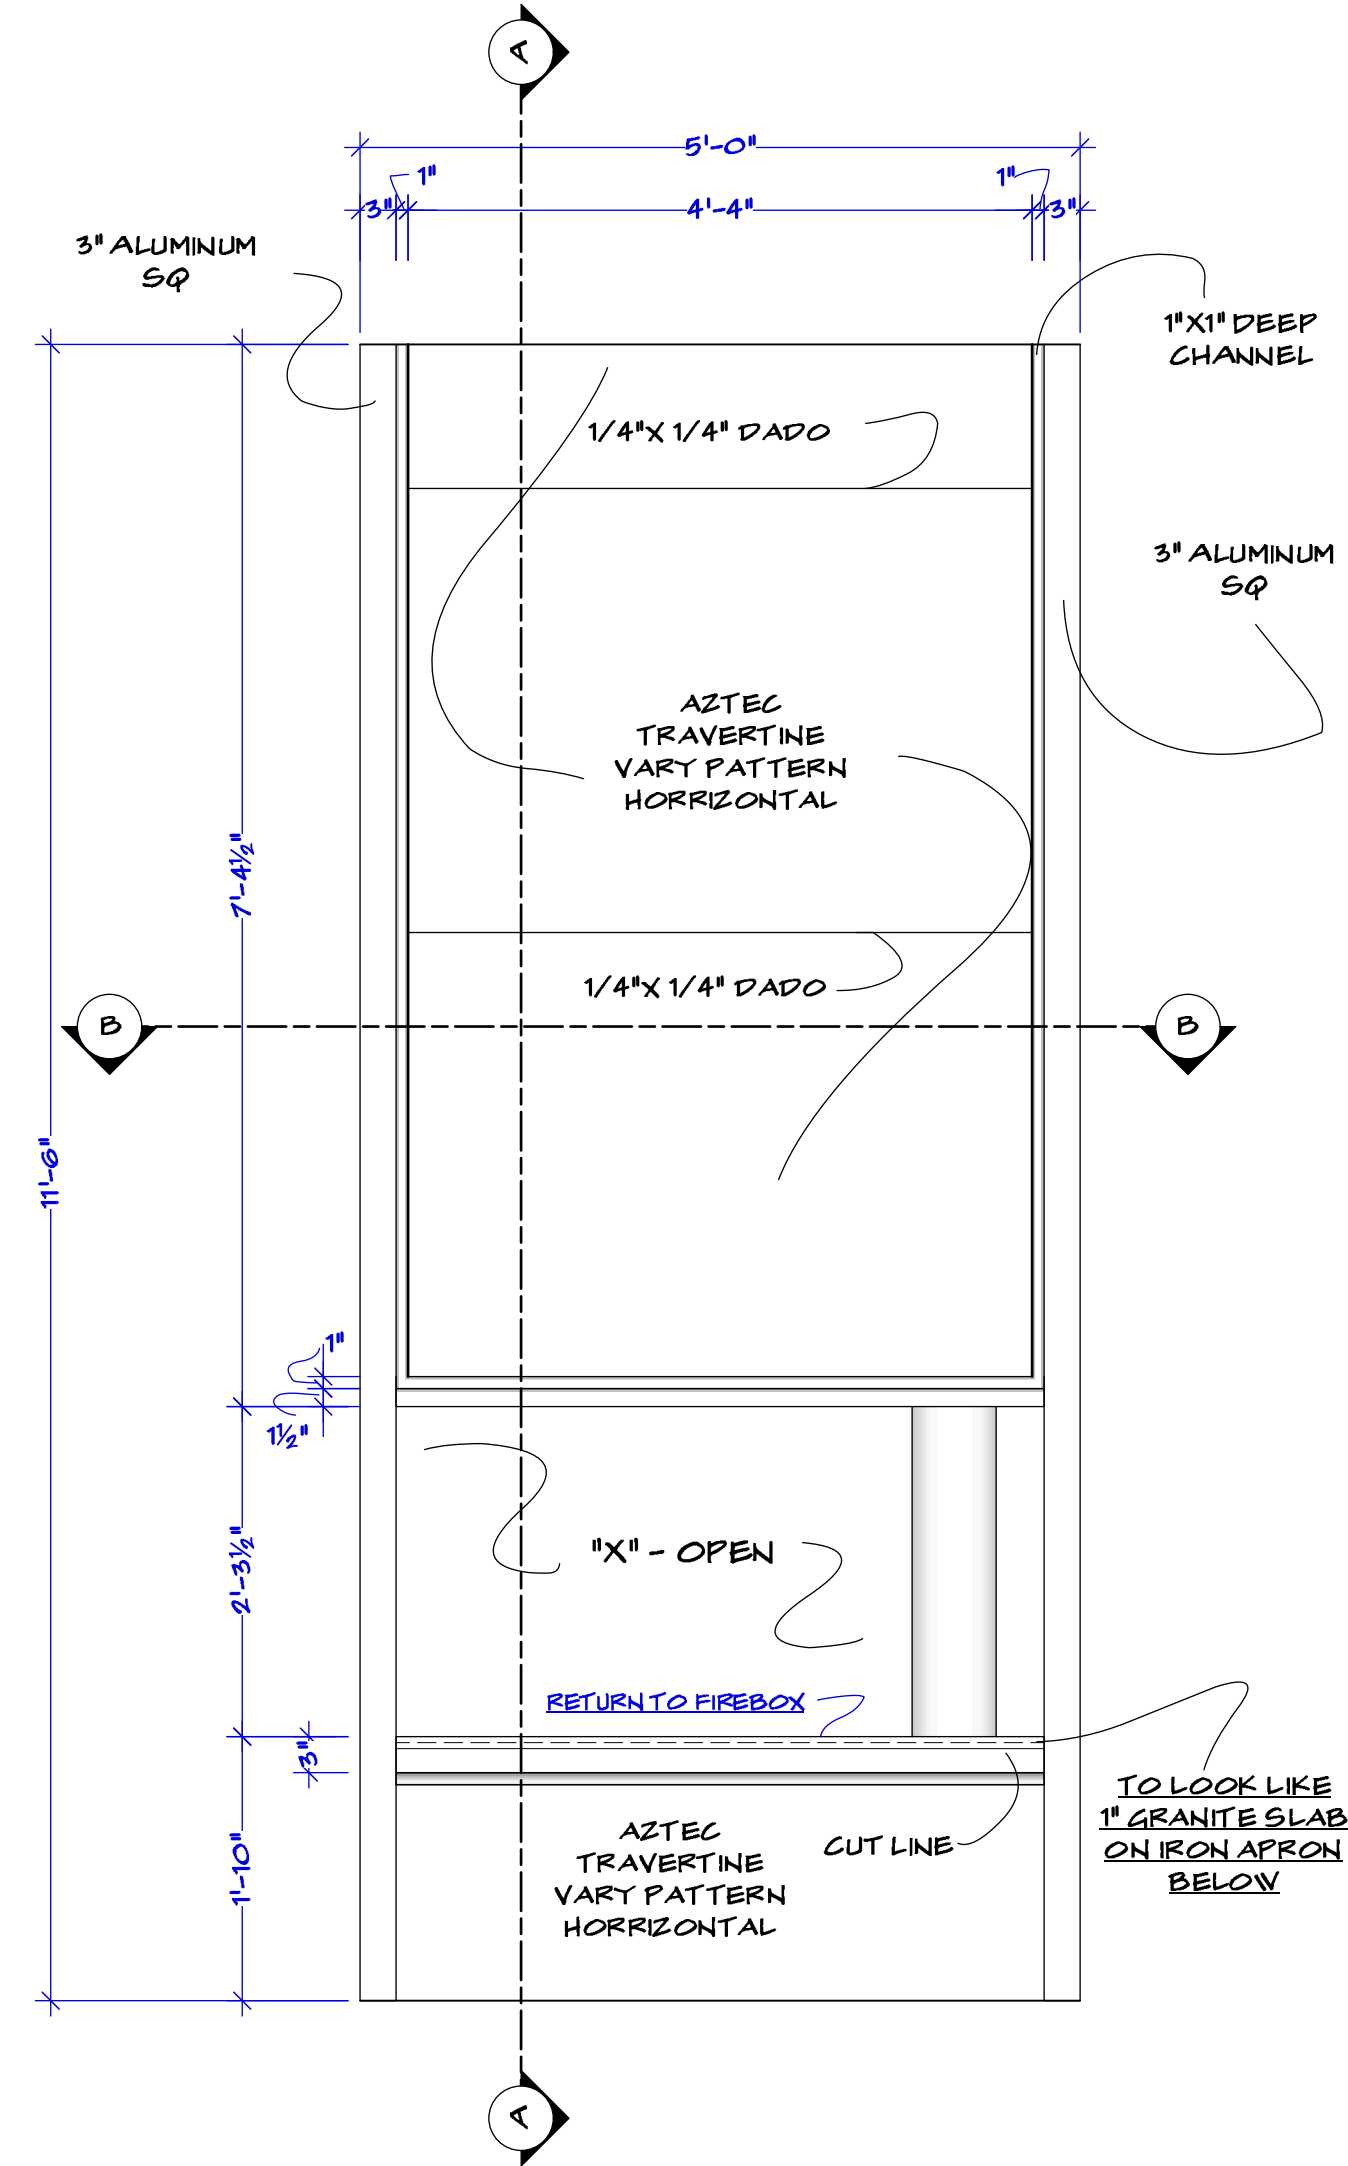 A
5'-0"
1"
1"
3"
4'-4"
3"
3" ALUMINUM
SQ
1"X1" DEEP
CHANNEL
1/4"X 1/4" DADO
3" ALUMINUM
SQ
AZTEC
TRAVERTINE
VARY PATTERN
HORRIZONTAL
7'-4½"
1/4"X 1/4" DADO
B
B
11'-6"
1"
1½"
"X" - OPEN
2'-3½"
RETURN TO FIREBOX
3"
TO LOOK LIKE
1" GRANITE SLAB
ON IRON APRON
BELOW
AZTEC
TRAVERTINE
VARY PATTERN
HORRIZONTAL
CUT LINE
1'-10"
A